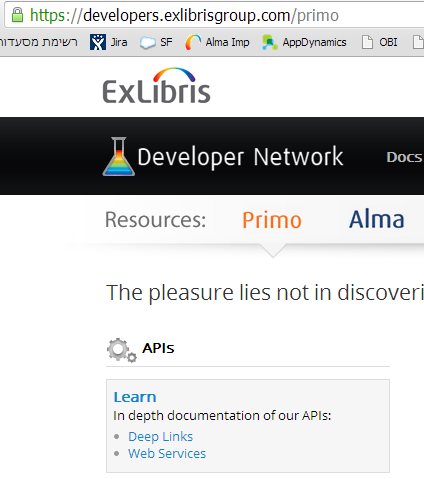 https://developers.exlibrisgroup.com/primo
רשימת מסעדות Jira SF Alma Imp AppDynamics OBI
ExLibris
Developer Network Docs
Resources: Primo Alma
The pleasure lies not in discoveri
APIs
Learn
In depth documentation of our APIs:
Deep Links
Web Services